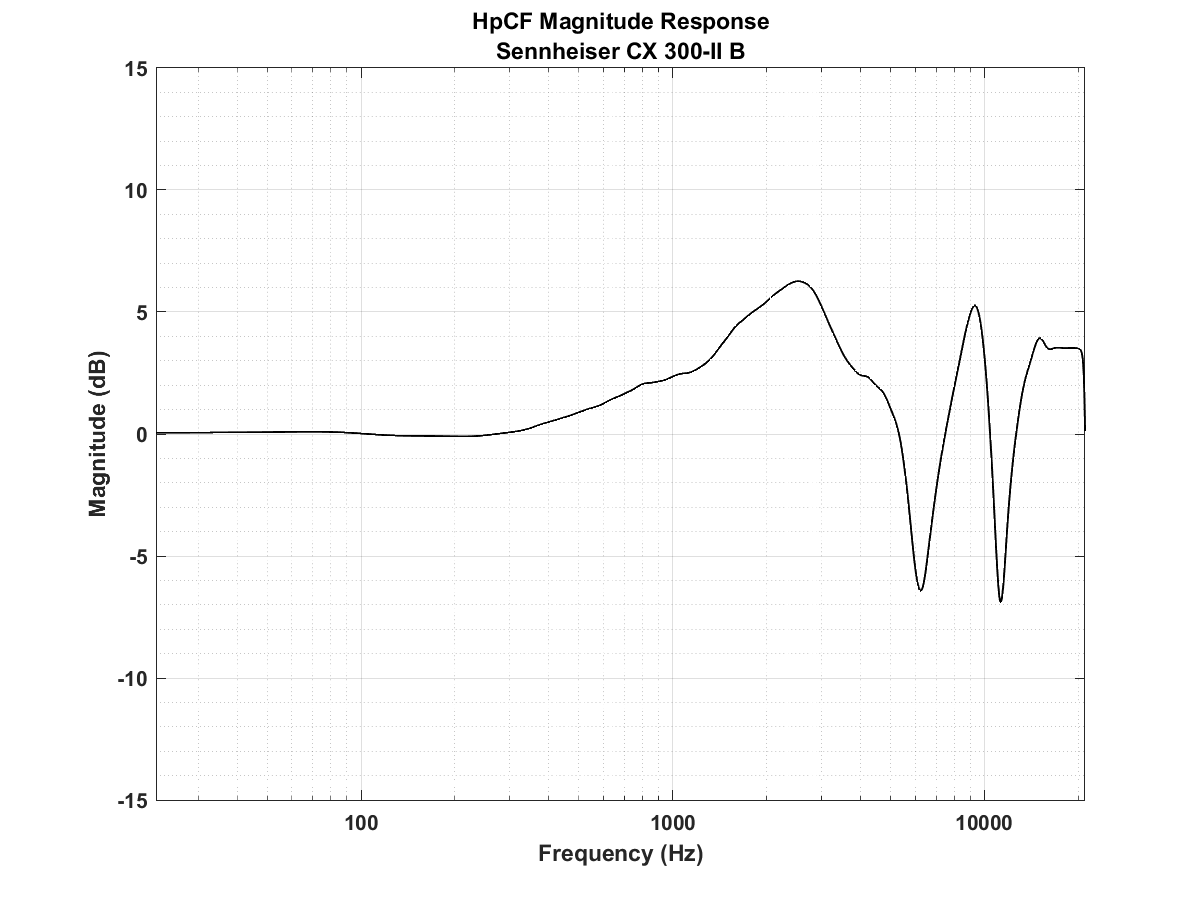 HpCF Magnitude Response
Sennheiser CX 300-II B
15
10
5
0
-5
-10
-15
Magnitude (dB)
100 1000 10000
Frequency (Hz)